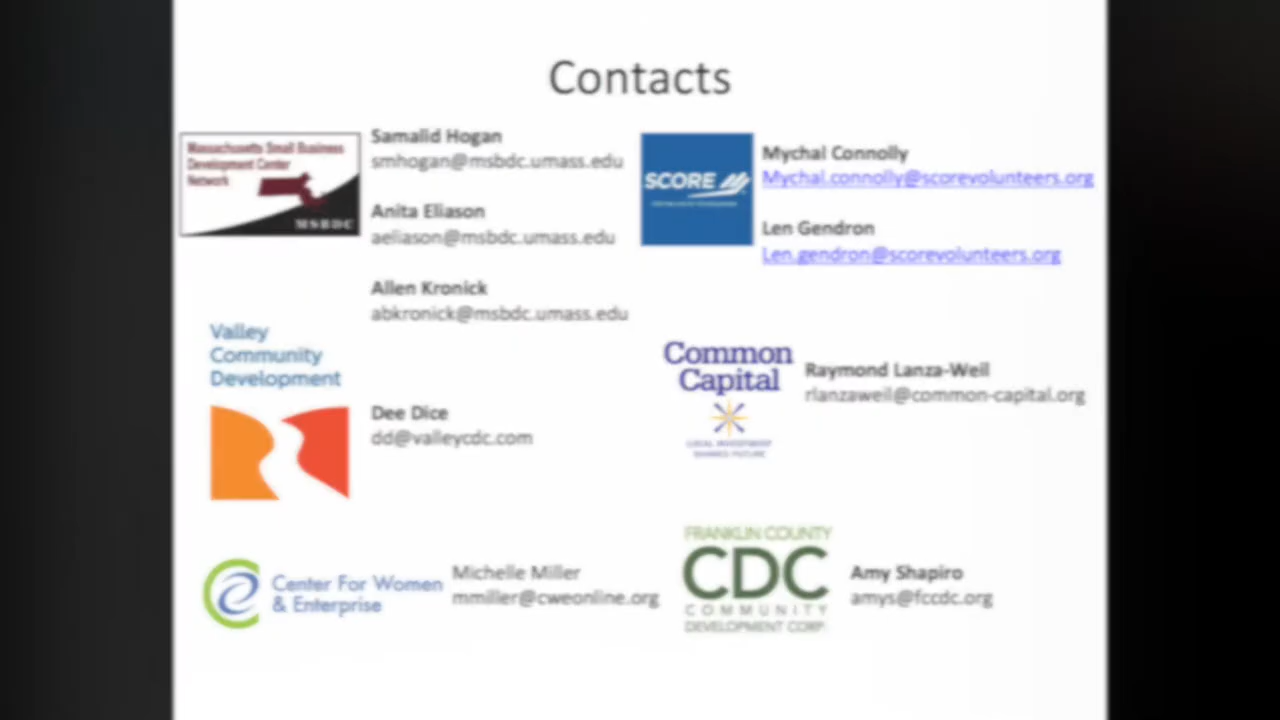 Contacts
Massachusetts Small Business
Development Center
Network
MSBDC
Samalid Hogan
smhogan@msbdc.umass.edu
Anita Eliason
aeliason@msbdc.umass.edu
Allen Kronick
abkronick@msbdc.umass.edu
SCORE
Mychal Connolly
Mychal.connolly@scorevolunteers.org
Len Gendron
Len.gendron@scorevolunteers.org
Valley
Community
Development
Dee Dice
dd@valleycdc.com
Common
Capital
LOCAL INVESTMENT
SHARED FUTURE
Raymond Lanza-Weil
rlanzaweil@common-capital.org
Center For Women
& Enterprise
Michelle Miller
mmiller@cweonline.org
FRANKLIN COUNTY
CDC
COMMUNITY
DEVELOPMENT CORP.
Amy Shapiro
amys@fccdc.org